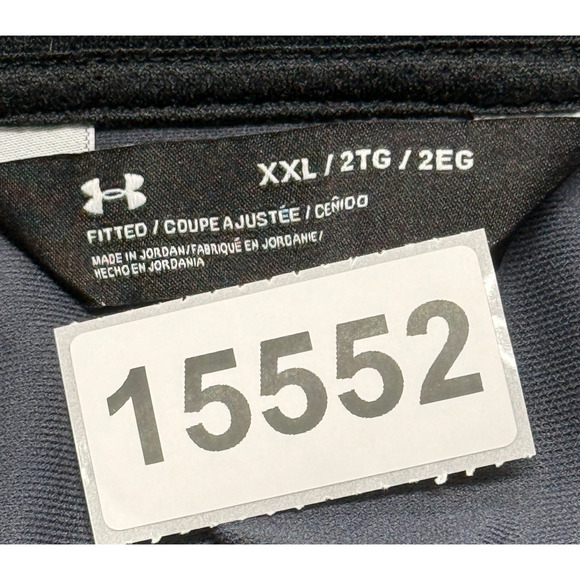 XXL / 2TG / 2EG
FITTED / COUPE AJUSTÉE / CEÑIDO
MADE IN JORDAN/FABRIQUÉ EN JORDANIE/
HECHO EN JORDANIA
15552